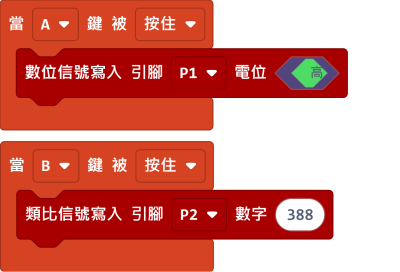 當 A 鍵 被 按住
數位信號寫入 引腳 P1 電位 高
當 B 鍵 被 按住
類比信號寫入 引腳 P2 數字 388